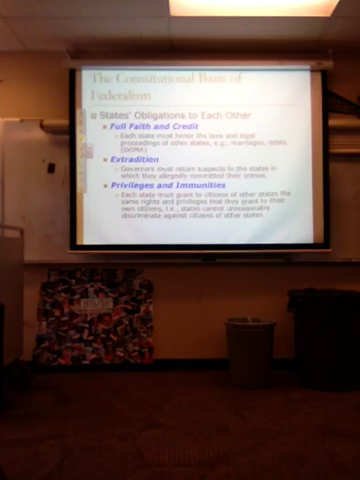 The Constitutional Basis of
Federalism
States' Obligations to Each Other
Full Faith and Credit
Each state must honor the laws and legal
proceedings of other states, e.g., marriages, debts.
(DOMA)
Extradition
Governors must return suspects to the states in
which they allegedly committed their crimes.
Privileges and Immunities
Each state must grant to citizens of other states the
same rights and privileges that they grant to their
own citizens, i.e., states cannot unreasonably
discriminate against citizens of other states.